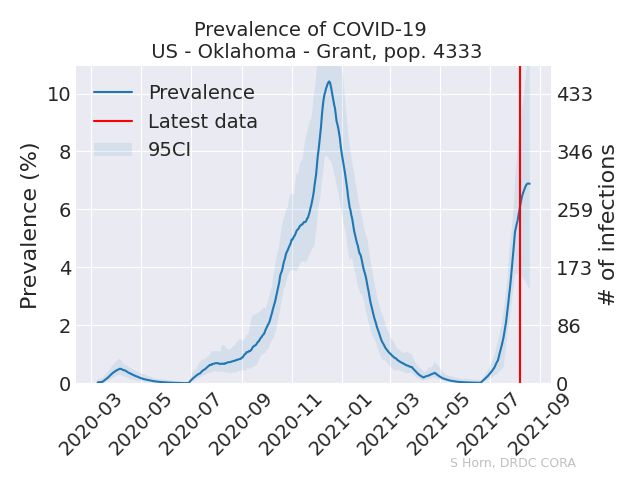 Prevalence of COVID-19
US - Oklahoma - Grant, pop. 4333
Prevalence
Latest data
95CI
Prevalence (%)
10
8
6
4
2
0
433
346
259
173
86
0
# of infections
2020-03
2020-05
2020-07
2020-09
2020-11
2021-01
2021-03
2021-05
2021-07
2021-09
S Horn, DRDC CORA